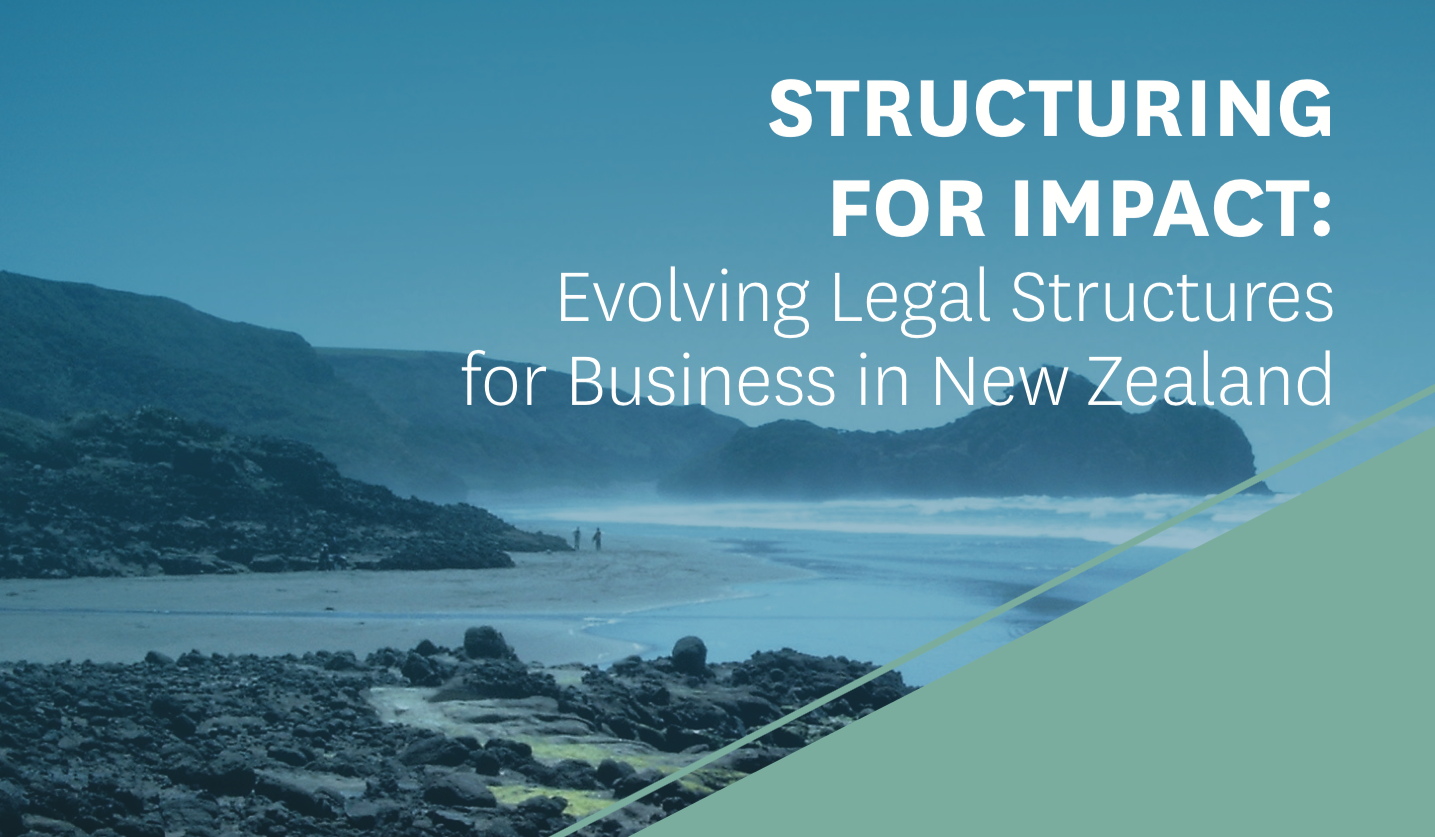 STRUCTURING
FOR IMPACT:
Evolving Legal Structures
for Business in New Zealand